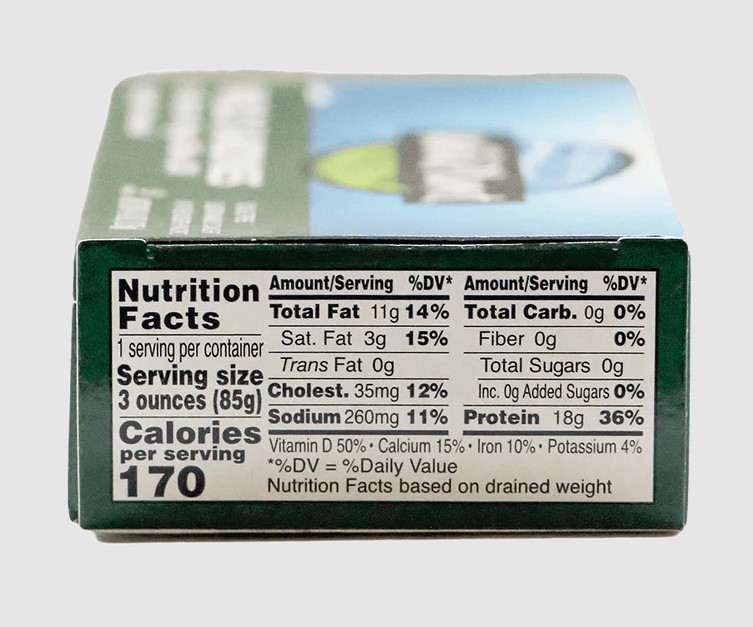 Nutrition
Facts
1 serving per container
Serving size
3 ounces (85g)
Calories
per serving
170
Amount/Serving %DV*
Total Fat 11g 14%
Sat. Fat 3g 15%
Trans Fat 0g
Cholest. 35mg 12%
Sodium 260mg 11%
Amount/Serving %DV*
Total Carb. 0g 0%
Fiber 0g 0%
Total Sugars 0g
Inc. 0g Added Sugars 0%
Protein 18g 36%
Vitamin D 50% • Calcium 15% • Iron 10% • Potassium 4%
*%DV = %Daily Value
Nutrition Facts based on drained weight